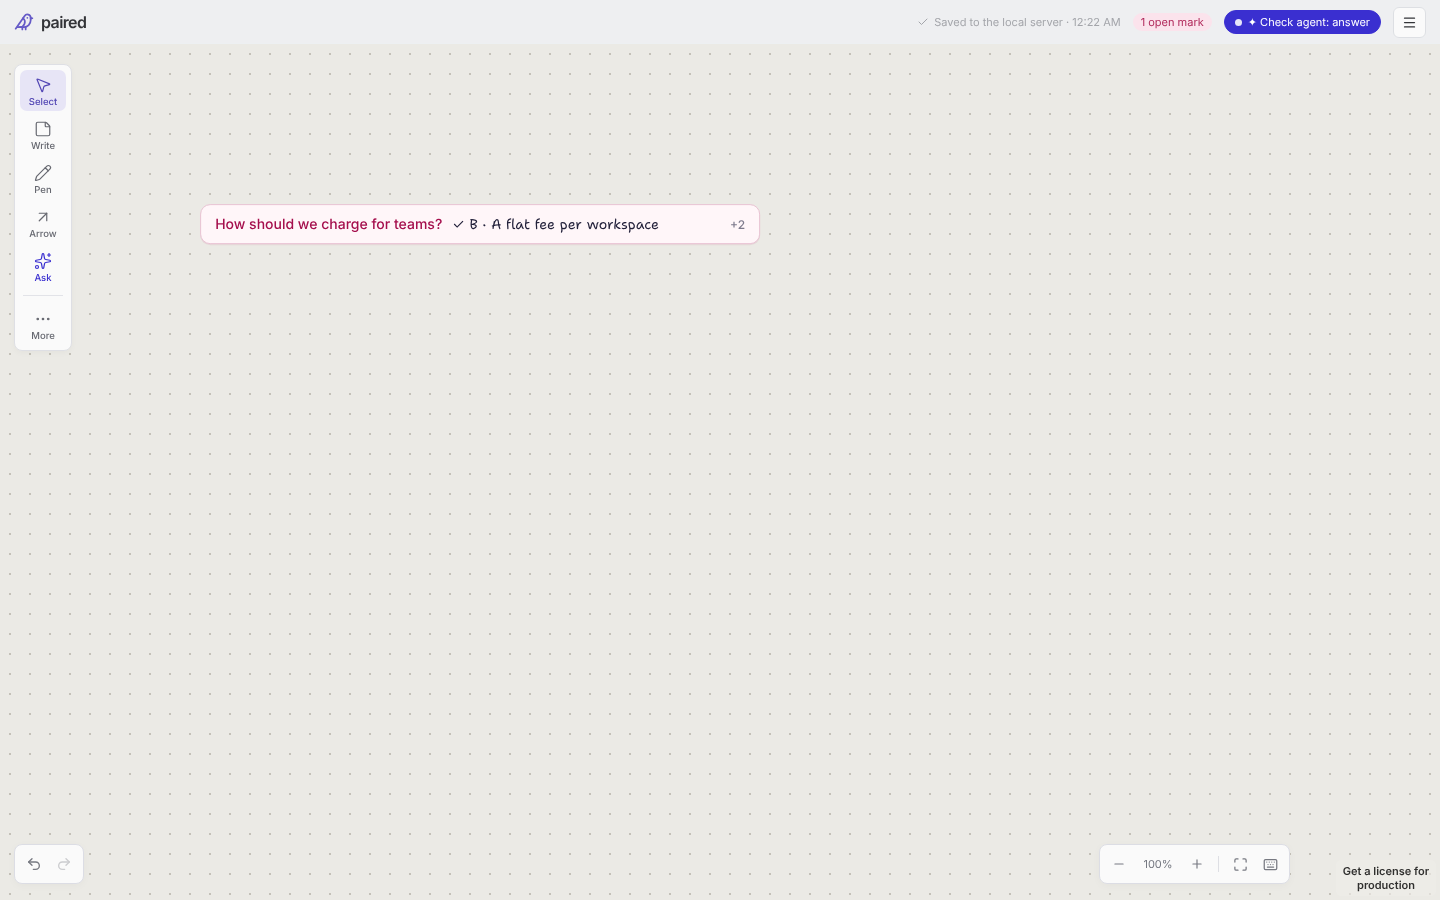 paired
Saved to the local server · 12:22 AM
1 open mark
✦ Check agent: answer
Select
Write
Pen
Arrow
Ask
More
How should we charge for teams? ✓ B · A flat fee per workspace +2
100%
Get a license for
production